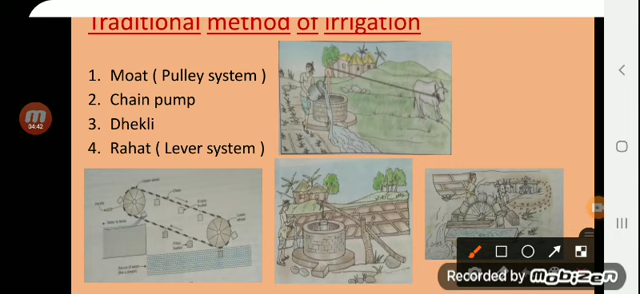 Traditional method of irrigation
1. Moat ( Pulley system )
2. Chain pump
3. Dhekli
4. Rahat ( Lever system )
04:42
Recorded by
mobizen